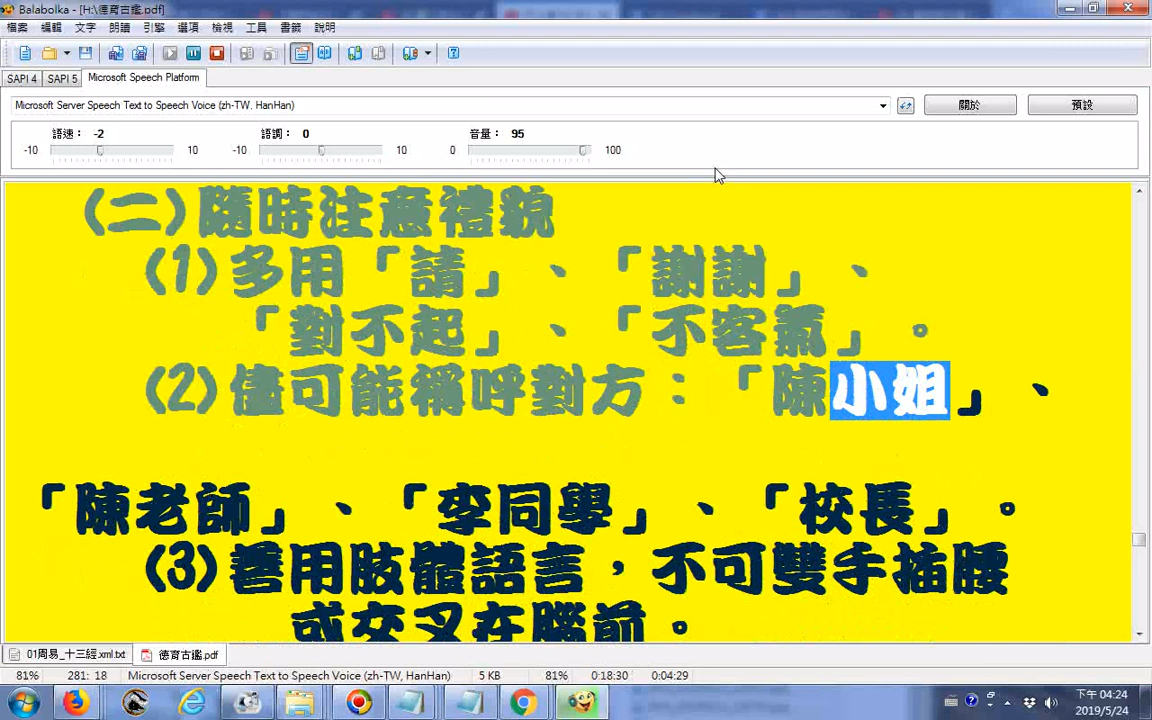 Balabolka - [H:\德育古鑑.pdf]
檔案 編輯 文字 朗讀 引擎 選項 檢視 工具 書籤 說明
SAPI 4 SAPI 5 Microsoft Speech Platform
Microsoft Server Speech Text to Speech Voice (zh-TW, HanHan) 關於 預設
語速： -2 語調： 0 音量： 95
-10 10 -10 10 0 100
(二)隨時注意禮貌
(1)多用「請」、「謝謝」、
「對不起」、「不客氣」。
(2)儘可能稱呼對方：「陳小姐」、
「陳老師」、「李同學」、「校長」。
(3)善用肢體語言，不可雙手插腰
或交叉在腦前。
01周易_十三經.xml.txt 德育古鑑.pdf
81% 281: 18 Microsoft Server Speech Text to Speech Voice (zh-TW, HanHan) 5 KB 81% 0:18:30 0:04:29
下午 04:24
2019/5/24